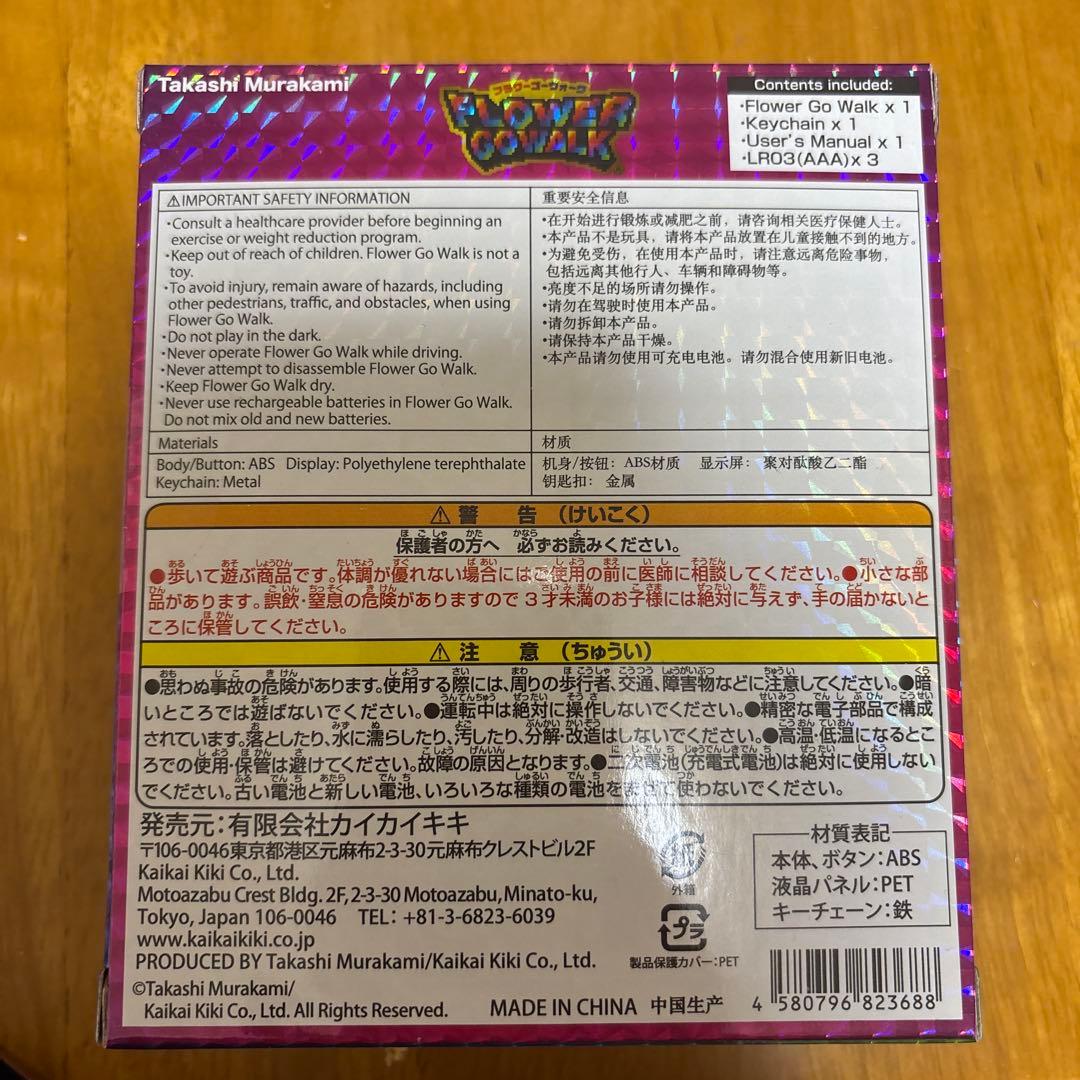 Takashi Murakami
フラワーゴーウォーク
FLOWER
GO WALK
Contents included:
・Flower Go Walk x 1
・Keychain x 1
・User's Manual x 1
・LR03(AAA)x 3
⚠IMPORTANT SAFETY INFORMATION
・Consult a healthcare provider before beginning an
exercise or weight reduction program.
・Keep out of reach of children. Flower Go Walk is not a
toy.
・To avoid injury, remain aware of hazards, including
other pedestrians, traffic, and obstacles, when using
Flower Go Walk.
・Do not play in the dark.
・Never operate Flower Go Walk while driving.
・Never attempt to disassemble Flower Go Walk.
・Keep Flower Go Walk dry.
・Never use rechargeable batteries in Flower Go Walk.
Do not mix old and new batteries.
重要安全信息
・在开始进行锻炼或减肥之前，请咨询相关医疗保健人士。
・本产品不是玩具，请将本产品放置在儿童接触不到的地方。
・为避免受伤，在使用本产品时，请注意远离危险事物，
包括远离其他行人、车辆和障碍物等。
・亮度不足的场所请勿操作。
・请勿在驾驶时使用本产品。
・请勿拆卸本产品。
・请保持本产品干燥。
・本产品请勿使用可充电电池。请勿混合使用新旧电池。
Materials
Body/Button: ABS Display: Polyethylene terephthalate
Keychain: Metal
材质
机身/按钮： ABS材质 显示屏： 聚对酞酸乙二酯
钥匙扣： 金属
⚠警 告（けいこく）
保護者の方へ 必ずお読みください。
●歩いて遊ぶ商品です。体調が優れない場合にはご使用の前に医師に相談してください。●小さな部
品があります。誤飲・窒息の危険がありますので3才未満のお子様には絶対に与えず、手の届かないと
ころに保管してください。
⚠注 意（ちゅうい）
●思わぬ事故の危険があります。使用する際には、周りの歩行者、交通、障害物などに注意してください。●暗
いところでは遊ばないでください。●運転中は絶対に操作しないでください。●精密な電子部品で構成
されています。落としたり、水に濡らしたり、汚したり、分解・改造はしないでください。●高温・低温になるとこ
ろでの使用・保管は避けてください。故障の原因となります。●二次電池(充電式電池)は絶対に使用しない
でください。古い電池と新しい電池、いろいろな種類の電池をまぜて使わないでください。
発売元：有限会社カイカイキキ
〒106-0046東京都港区元麻布2-3-30元麻布クレストビル2F
Kaikai Kiki Co., Ltd.
Motoazabu Crest Bldg. 2F, 2-3-30 Motoazabu, Minato-ku,
Tokyo, Japan 106-0046 TEL: +81-3-6823-6039
www.kaikaikiki.co.jp
PRODUCED BY Takashi Murakami/Kaikai Kiki Co., Ltd.
©Takashi Murakami/
Kaikai Kiki Co., Ltd. All Rights Reserved.
MADE IN CHINA 中国生产
外箱
プラ
製品保護カバー：PET
材質表記
本体、ボタン：ABS
液晶パネル：PET
キーチェーン：鉄
4 580796 823688